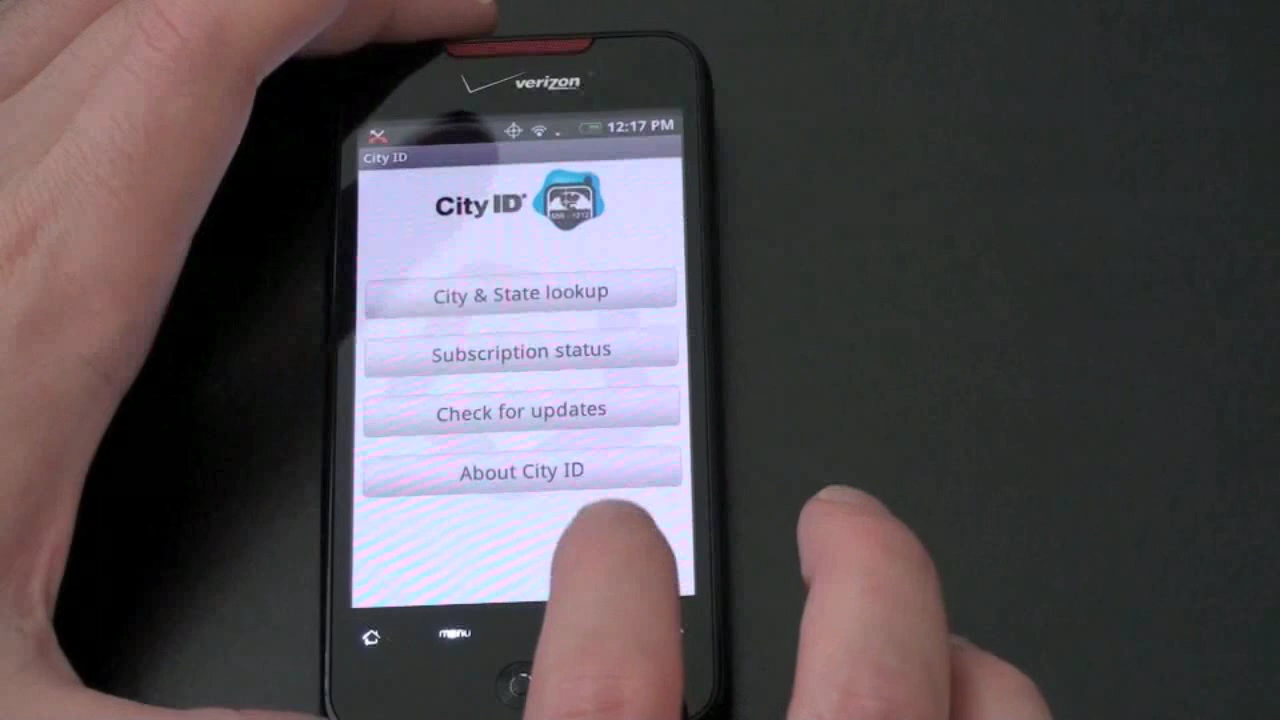 verizon
12:17 PM
City ID
City ID
City & State lookup
Subscription status
Check for updates
About City ID
menu